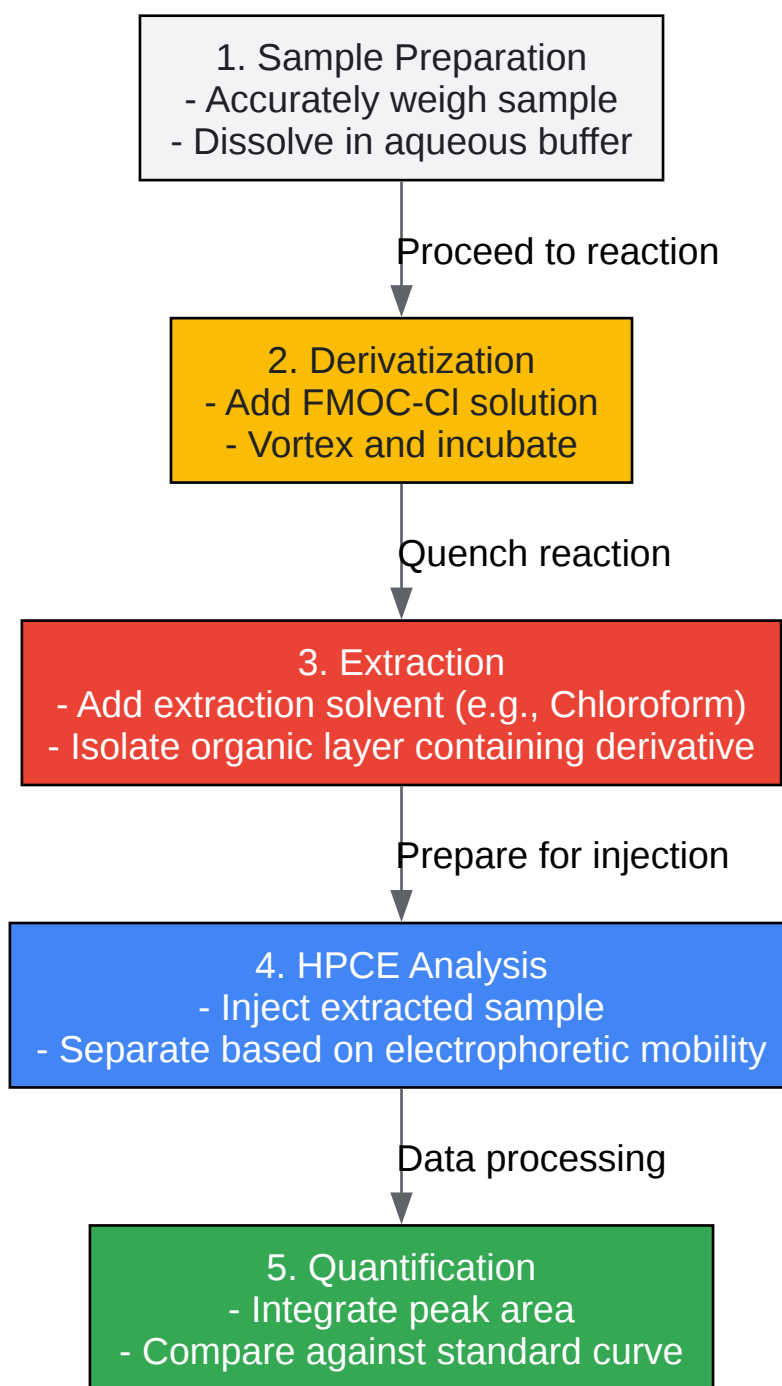 1. Sample Preparation
- Accurately weigh sample
- Dissolve in aqueous buffer
Proceed to reaction
2. Derivatization
- Add FMOC-Cl solution
- Vortex and incubate
Quench reaction
3. Extraction
- Add extraction solvent (e.g., Chloroform)
- Isolate organic layer containing derivative
Prepare for injection
4. HPCE Analysis
- Inject extracted sample
- Separate based on electrophoretic mobility
Data processing
5. Quantification
- Integrate peak area
- Compare against standard curve